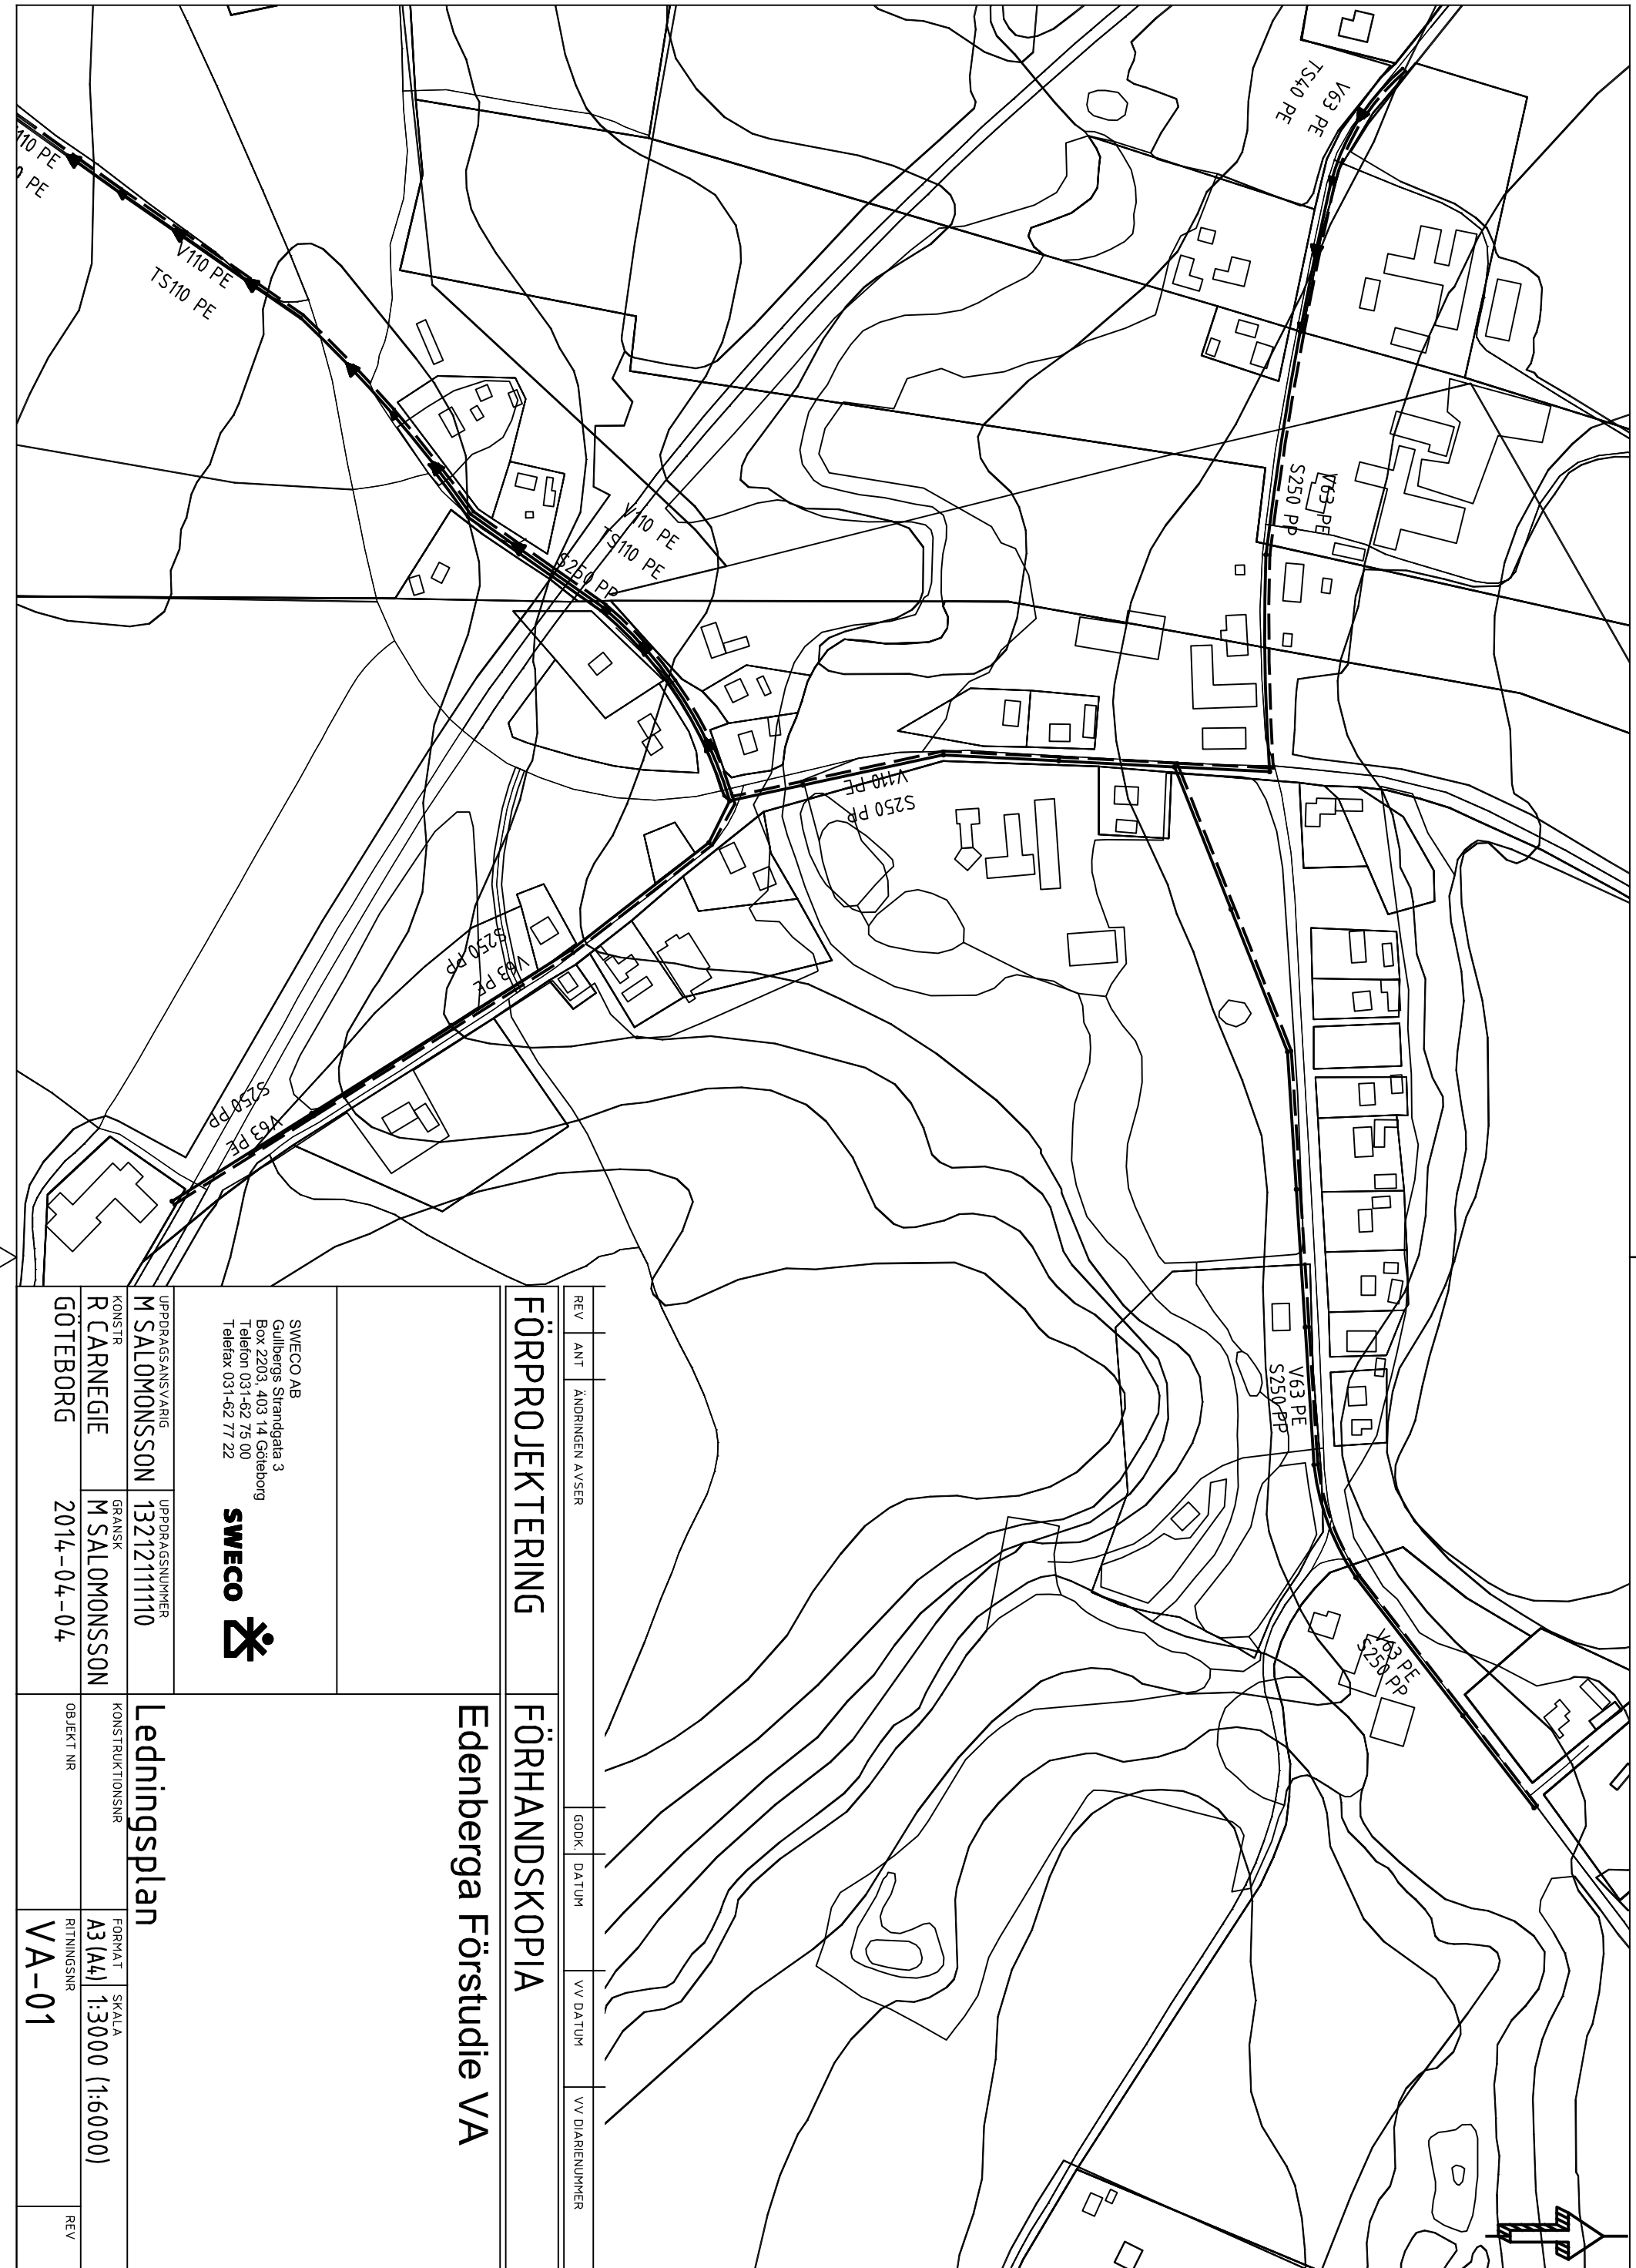 V63 PE
TS40 PE
110 PE
PE
V110 PE
TS110 PE
V63 PE
S250 PP
V110 PE
TS110 PE
S250 PP
V110 PE
S250 PP
S250 PP
V63 PE
S250 PP
V63 PE
V63 PE
S250 PP
V63 PE
S250 PP
REV
ANT
ÄNDRINGEN AVSER
GODK.
DATUM
VV DATUM
VV DIARIENUMMER
FÖRPROJEKTERING
FÖRHANDSKOPIA
Edenberga Förstudie VA
SWECO AB
Gullbergs Strandgata 3
Box 2203, 403 14 Göteborg
Telefon 031-62 75 00
Telefax 031-62 77 22
SWECO
UPPDRAGSANSVARIG
M SALOMONSSON
UPPDRAGSNUMMER
1321211110
Ledningsplan
KONSTR
R CARNEGIE
GRANSK
M SALOMONSSON
KONSTRUKTIONSNR
FORMAT
A3(A4)
SKALA
1:3000 (1:6000)
GÖTEBORG
2014-04-04
OBJEKT NR
RITNINGSNR
VA-01
REV